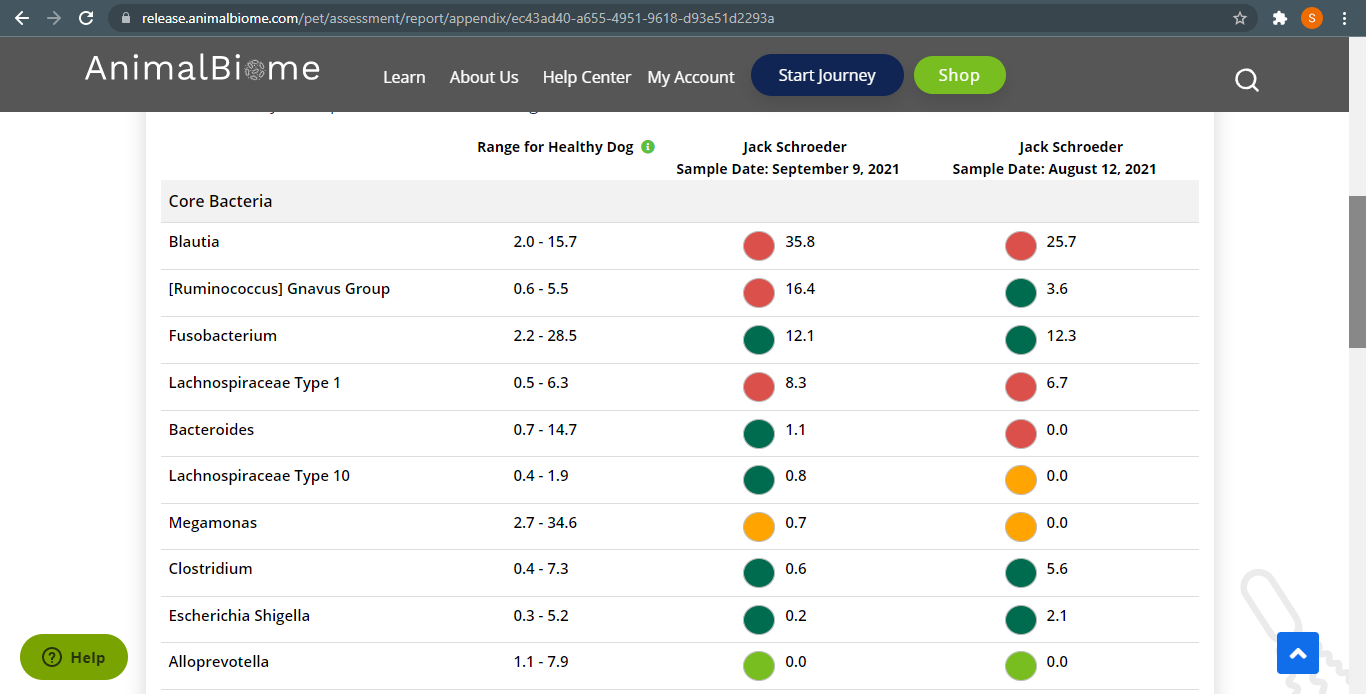 release.animalbiome.com/pet/assessment/report/appendix/ec43ad40-a655-4951-9618-d93e51d2293a
S
AnimalBiome
Learn About Us Help Center My Account Start Journey Shop
Range for Healthy Dog i Jack Schroeder Jack Schroeder
Sample Date: September 9, 2021 Sample Date: August 12, 2021
Core Bacteria
Blautia 2.0 - 15.7 35.8 25.7
[Ruminococcus] Gnavus Group 0.6 - 5.5 16.4 3.6
Fusobacterium 2.2 - 28.5 12.1 12.3
Lachnospiraceae Type 1 0.5 - 6.3 8.3 6.7
Bacteroides 0.7 - 14.7 1.1 0.0
Lachnospiraceae Type 10 0.4 - 1.9 0.8 0.0
Megamonas 2.7 - 34.6 0.7 0.0
Clostridium 0.4 - 7.3 0.6 5.6
Escherichia Shigella 0.3 - 5.2 0.2 2.1
Alloprevotella 1.1 - 7.9 0.0 0.0
? Help